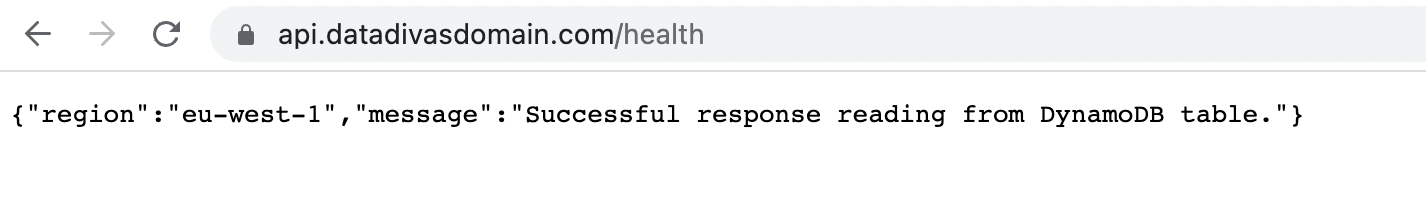 api.datadivasdomain.com/health
{"region":"eu-west-1","message":"Successful response reading from DynamoDB table."}